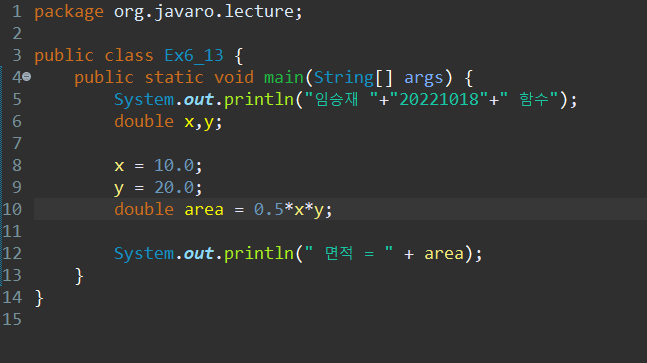 1 package org.javaro.lecture;
2
3 public class Ex6_13 {
4     public static void main(String[] args) {
5         System.out.println("임승재 "+"20221018"+" 함수");
6         double x,y;
7
8         x = 10.0;
9         y = 20.0;
10         double area = 0.5*x*y;
11
12         System.out.println(" 면적 = " + area);
13     }
14 }
15